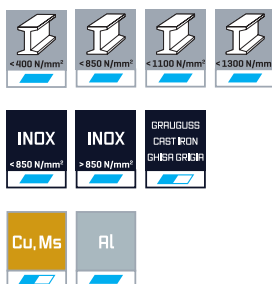 <400 N/mm² <850 N/mm² <1100 N/mm² <1300 N/mm²
INOX INOX GRAUGUSS
CAST IRON
GHISA GRIGIA
<850 N/mm² >850 N/mm²
Cu, Ms Al